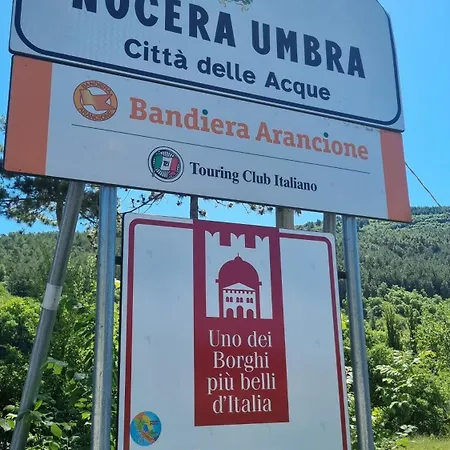 NOCERA UMBRA
Città delle Acque
Bandiera Arancione
Touring Club Italiano
Uno dei
Borghi
più belli
d'Italia